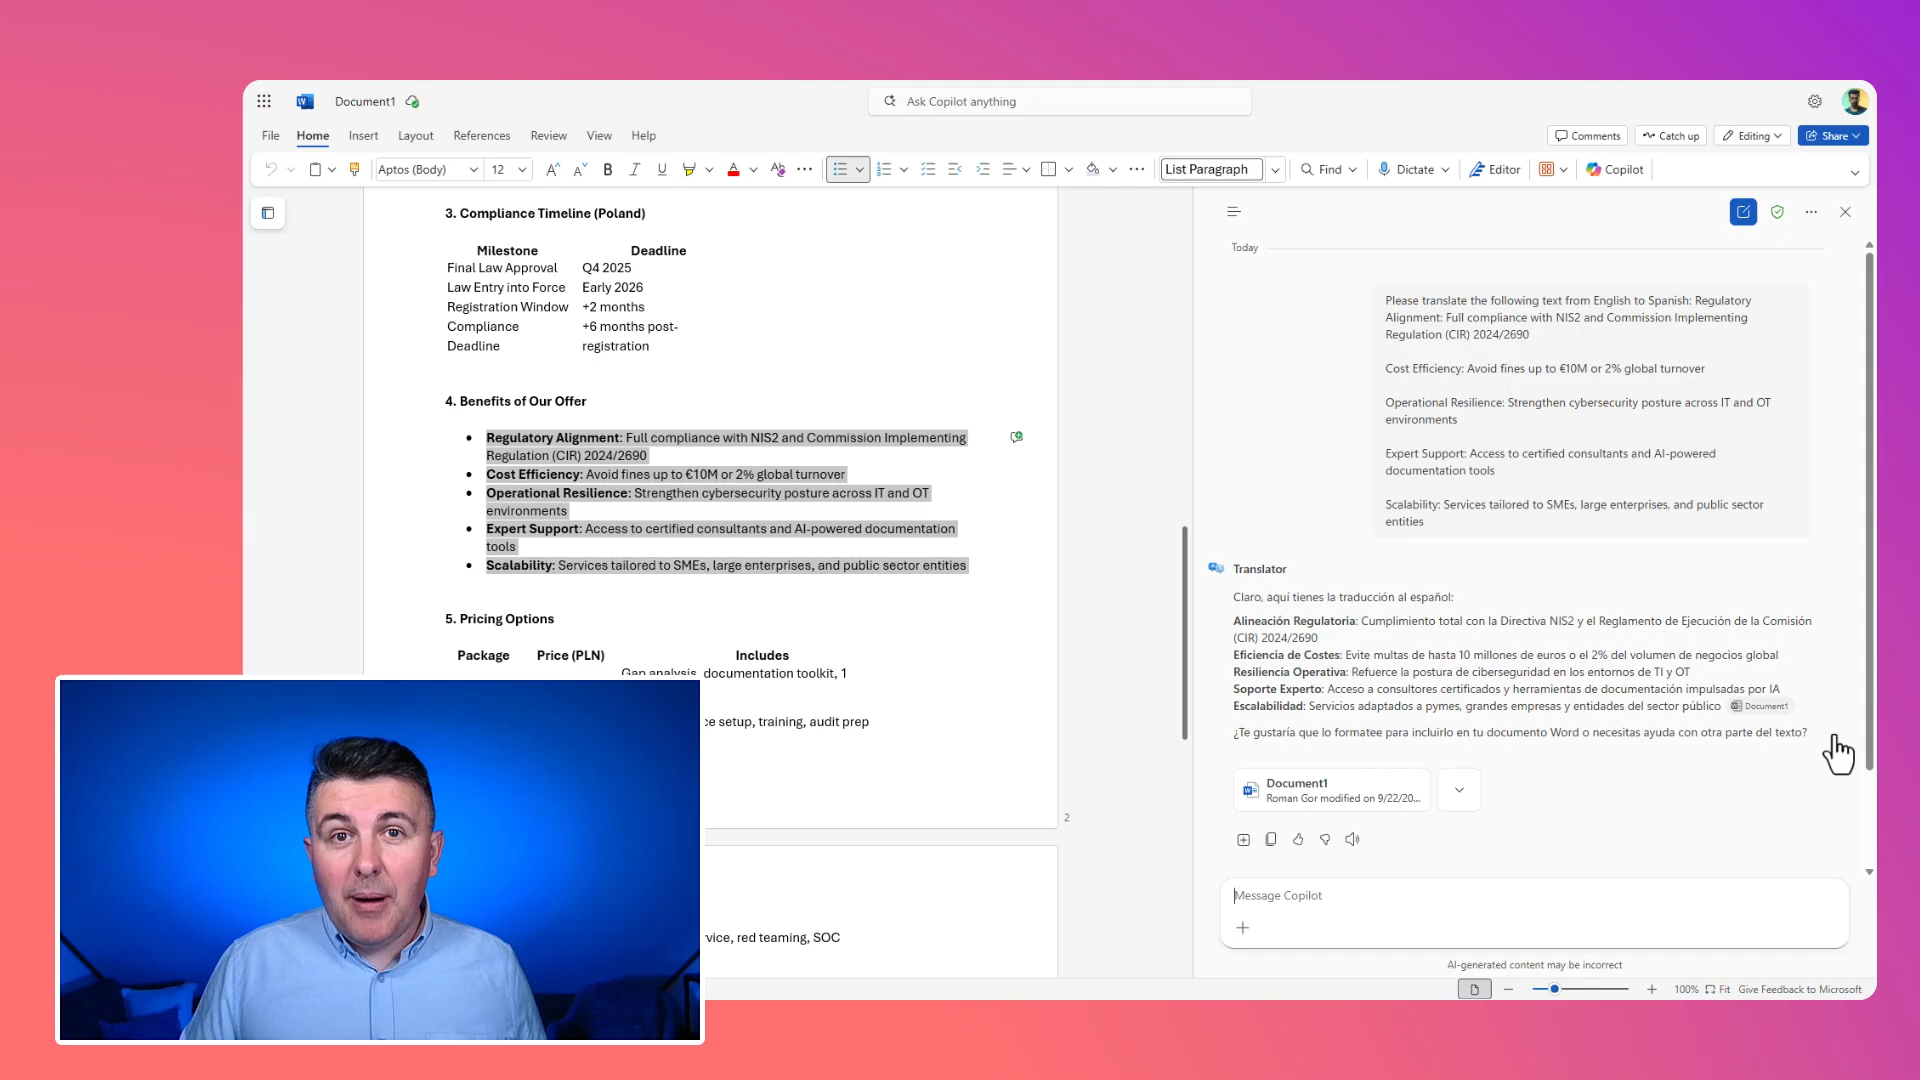 Document1
Ask Copilot anything
File Home Insert Layout References Review View Help
Comments Catch up Editing Share
Aptos (Body) 12 List Paragraph Find Dictate Editor Copilot
3. Compliance Timeline (Poland)
Milestone Deadline
Final Law Approval Q4 2025
Law Entry into Force Early 2026
Registration Window +2 months
Compliance +6 months post-
Deadline registration
4. Benefits of Our Offer
• Regulatory Alignment: Full compliance with NIS2 and Commission Implementing
Regulation (CIR) 2024/2690
• Cost Efficiency: Avoid fines up to €10M or 2% global turnover
• Operational Resilience: Strengthen cybersecurity posture across IT and OT
environments
• Expert Support: Access to certified consultants and AI-powered documentation
tools
• Scalability: Services tailored to SMEs, large enterprises, and public sector entities
5. Pricing Options
Package Price (PLN) Includes
Gap analysis, documentation toolkit, 1
setup, training, audit prep
2
red teaming, SOC
Today
Please translate the following text from English to Spanish: Regulatory
Alignment: Full compliance with NIS2 and Commission Implementing
Regulation (CIR) 2024/2690
Cost Efficiency: Avoid fines up to €10M or 2% global turnover
Operational Resilience: Strengthen cybersecurity posture across IT and OT
environments
Expert Support: Access to certified consultants and AI-powered
documentation tools
Scalability: Services tailored to SMEs, large enterprises, and public sector
entities
Translator
Claro, aquí tienes la traducción al español:
Alineación Regulatoria: Cumplimiento total con la Directiva NIS2 y el Reglamento de Ejecución de la Comisión
(CIR) 2024/2690
Eficiencia de Costes: Evite multas de hasta 10 millones de euros o el 2% del volumen de negocios global
Resiliencia Operativa: Refuerce la postura de ciberseguridad en los entornos de TI y OT
Soporte Experto: Acceso a consultores certificados y herramientas de documentación impulsadas por IA
Escalabilidad: Servicios adaptados a pymes, grandes empresas y entidades del sector público Document1
¿Te gustaría que lo formatee para incluirlo en tu documento Word o necesitas ayuda con otra parte del texto?
Document1
Roman Gor modified on 9/22/20...
Message Copilot
AI-generated content may be incorrect
100% Fit Give Feedback to Microsoft